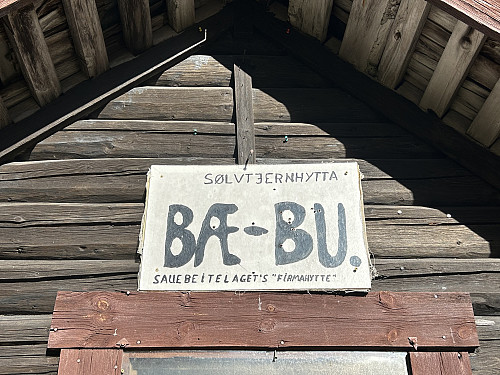 SØLVTJERNHYTTA
BÆ-BU.
SAUEBEITELAGET'S "FIRMAHYTTE"